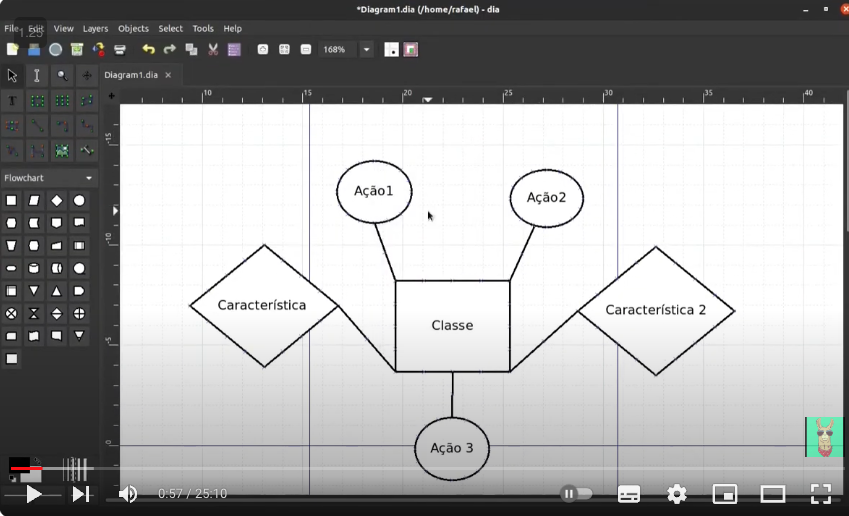 *Diagram1.dia (/home/rafael) - dia
File Edit View Layers Objects Select Tools Help
1.25
168%
Diagram1.dia
10 15 20 25 30 35 40
-15
-10
-5
0
Flowchart
Ação1
Ação2
Característica
Classe
Característica 2
Ação 3
0:57 / 25:10